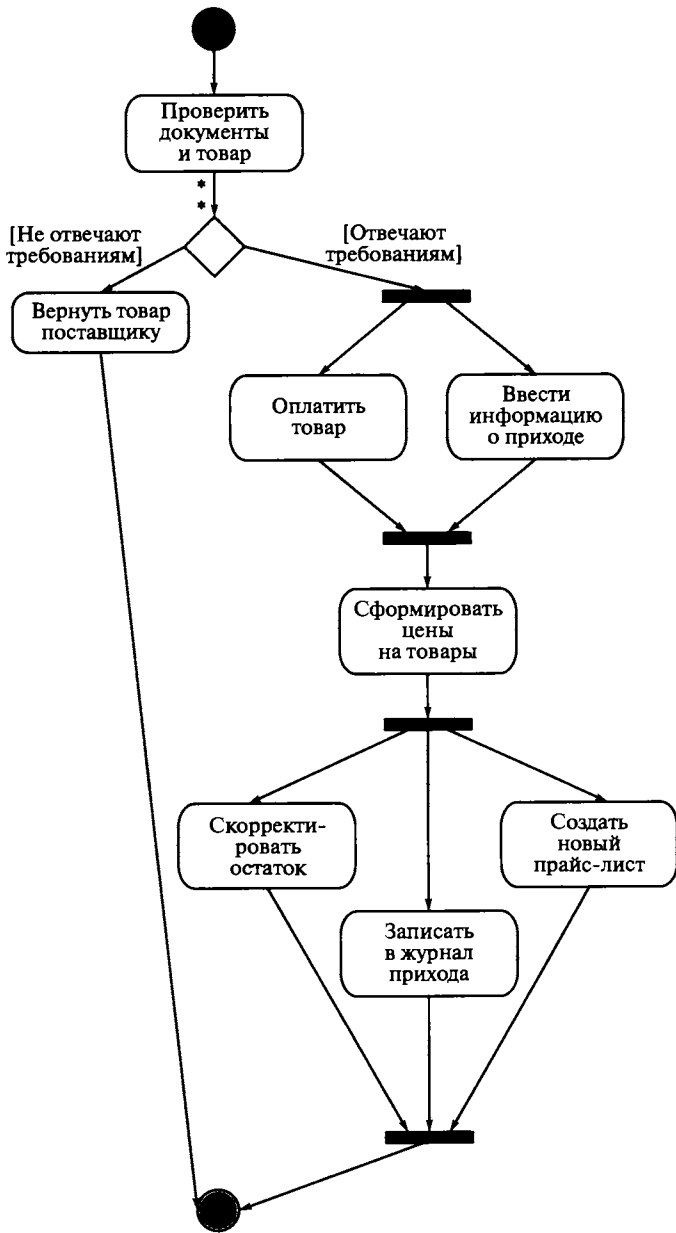 Проверить
документы
и товар
*
*
[Не отвечают
требованиям]
[Отвечают
требованиям]
Вернуть товар
поставщику
Оплатить
товар
Ввести
информацию
о приходе
Сформировать
цены
на товары
Скорректи-
ровать
остаток
Создать
новый
прайс-лист
Записать
в журнал
прихода